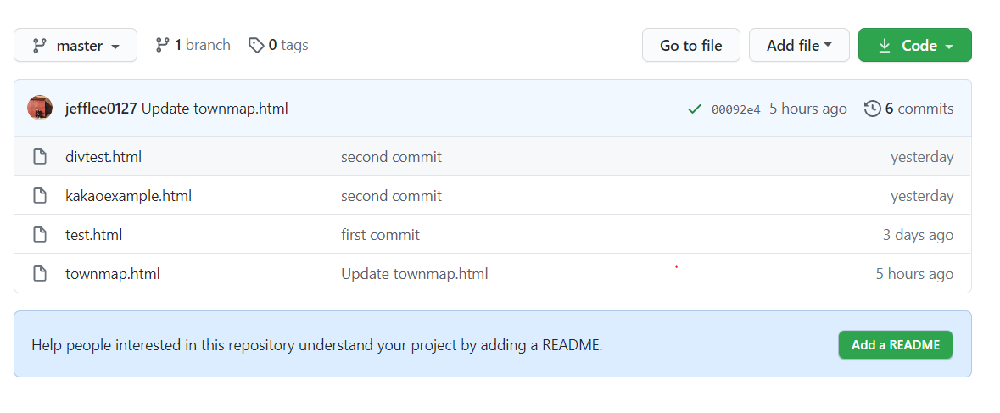 master 1 branch 0 tags Go to file Add file Code
jefflee0127 Update townmap.html 00092e4 5 hours ago 6 commits
divtest.html second commit yesterday
kakaoexample.html second commit yesterday
test.html first commit 3 days ago
townmap.html Update townmap.html 5 hours ago
Help people interested in this repository understand your project by adding a README. Add a README